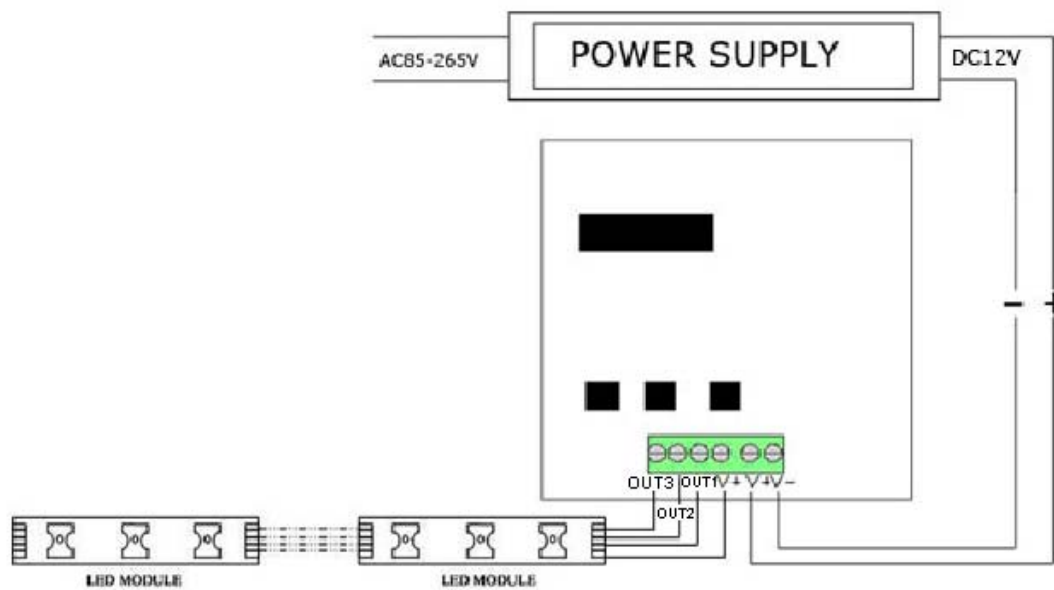 POWER SUPPLY
AC85-265V
DC12V
- +
OUT3 OUT1 V+ V+ V-
OUT2
LED MODULE
LED MODULE